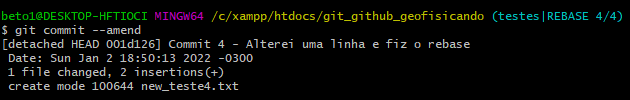 beto1@DESKTOP-HFTIOCI MINGW64 /c/xampp/htdocs/git_github_geofisicando (testes|REBASE 4/4)
$ git commit --amend
[detached HEAD 001d126] Commit 4 - Alterei uma linha e fiz o rebase
Date: Sun Jan 2 18:50:13 2022 -0300
1 file changed, 2 insertions(+)
create mode 100644 new_teste4.txt